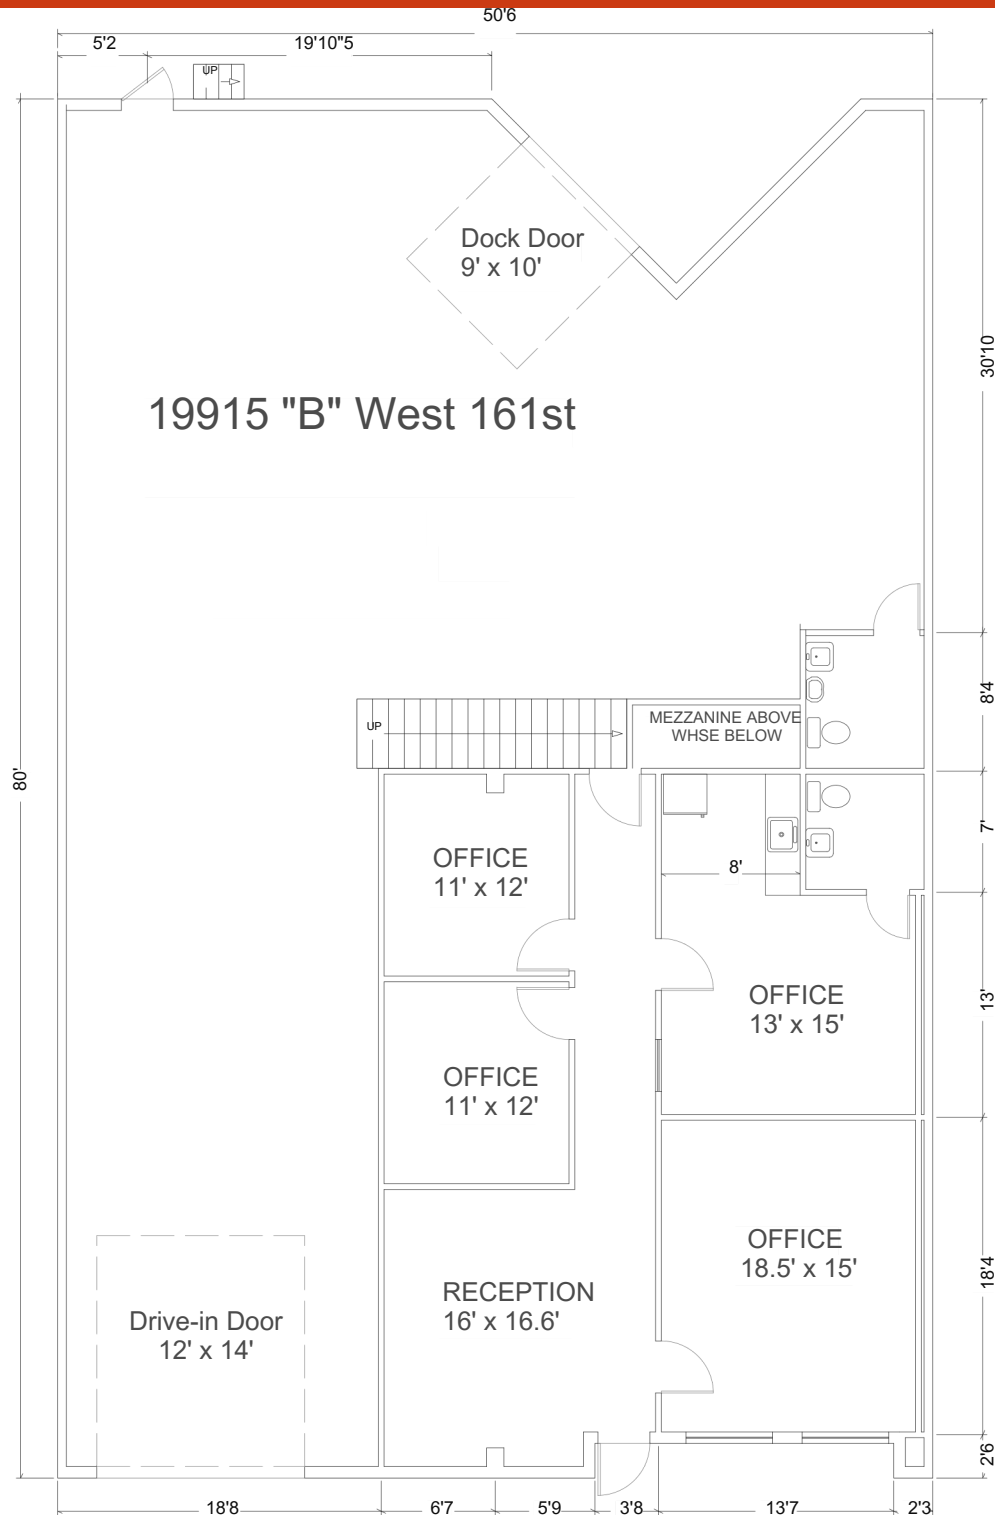 50'6
5'2
19'10"5
UP
Dock Door
9' x 10'
30'10
19915 "B" West 161st
8'4
UP
MEZZANINE ABOVE
WHSE BELOW
80'
7'
OFFICE
11' x 12'
8'
OFFICE
13' x 15'
13'
OFFICE
11' x 12'
OFFICE
18.5' x 15'
18'4
RECEPTION
16' x 16.6'
Drive-in Door
12' x 14'
2'6
18'8
6'7
5'9
3'8
13'7
2'3